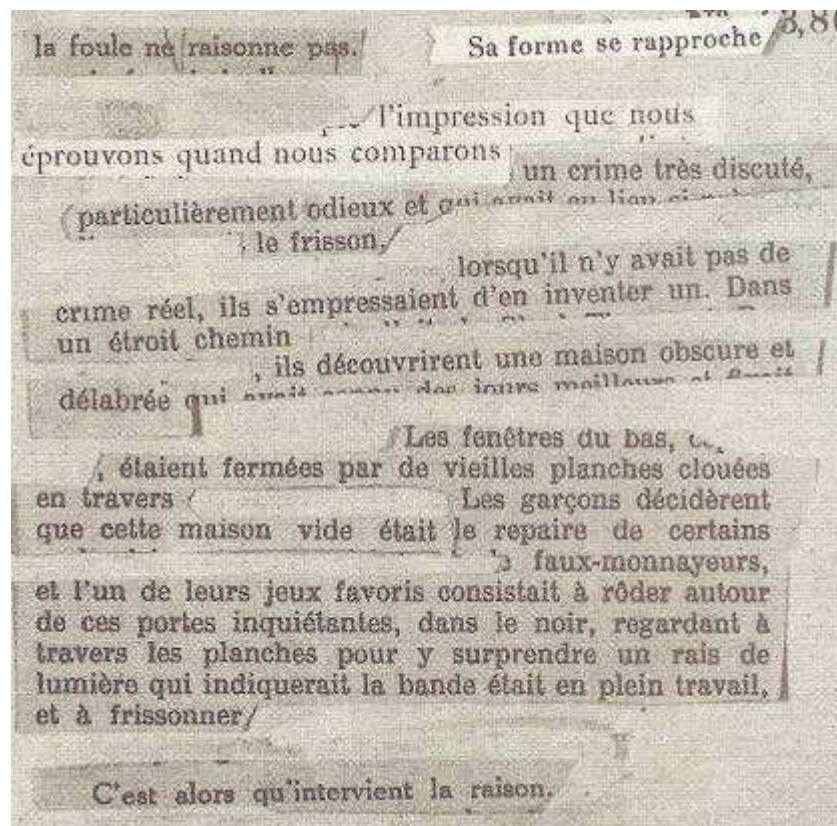 la foule ne raisonne pas. Sa forme se rapproche
l'impression que nous
éprouvons quand nous comparons
un crime très discuté,
particulièrement odieux et
le frisson,
lorsqu'il n'y avait pas de
crime réel, ils s'empressaient d'en inventer un. Dans
un étroit chemin
, ils découvrirent une maison obscure et
délabrée qui
Les fenêtres du bas,
, étaient fermées par de vieilles planches clouées
en travers Les garçons décidèrent
que cette maison vide était le repaire de certains
faux-monnayeurs,
et l'un de leurs jeux favoris consistait à rôder autour
de ces portes inquiétantes, dans le noir, regardant à
travers les planches pour y surprendre un rais de
lumière qui indiquerait la bande était en plein travail,
et à frissonner
C'est alors qu'intervient la raison.